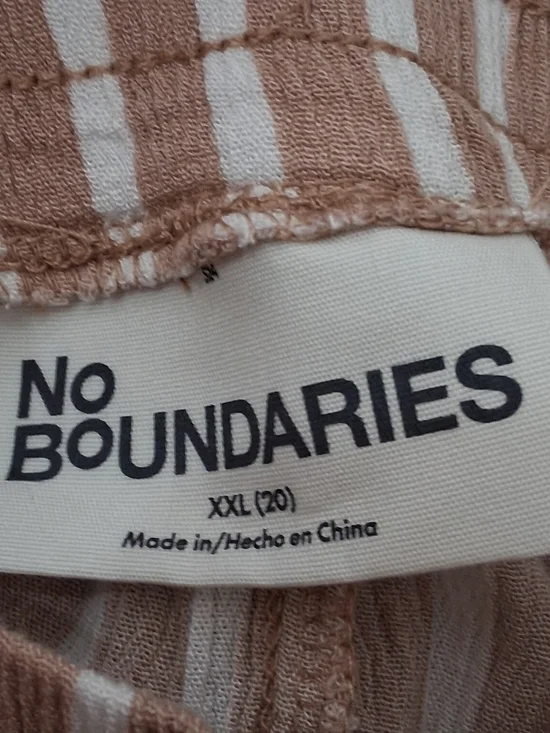 No
BoUNDARIES
XXL (20)
Made in/Hecho en China